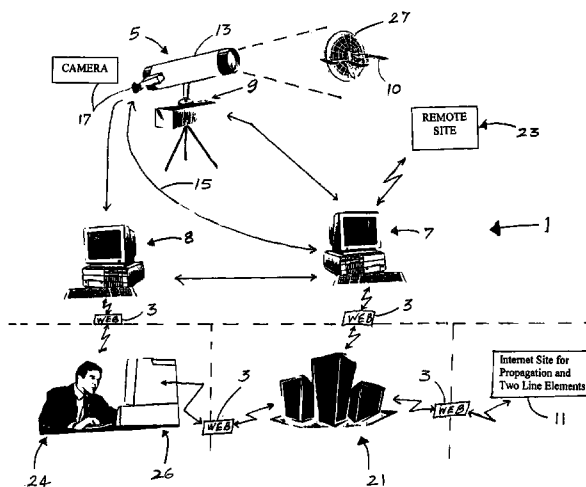 5
13
27
CAMERA
17
9
10
REMOTE
SITE
23
15
8
7
1
3
WEB
3
WEB
3
WEB
3
WEB
Internet Site for
Propagation and
Two Line Elements
11
24
26
21